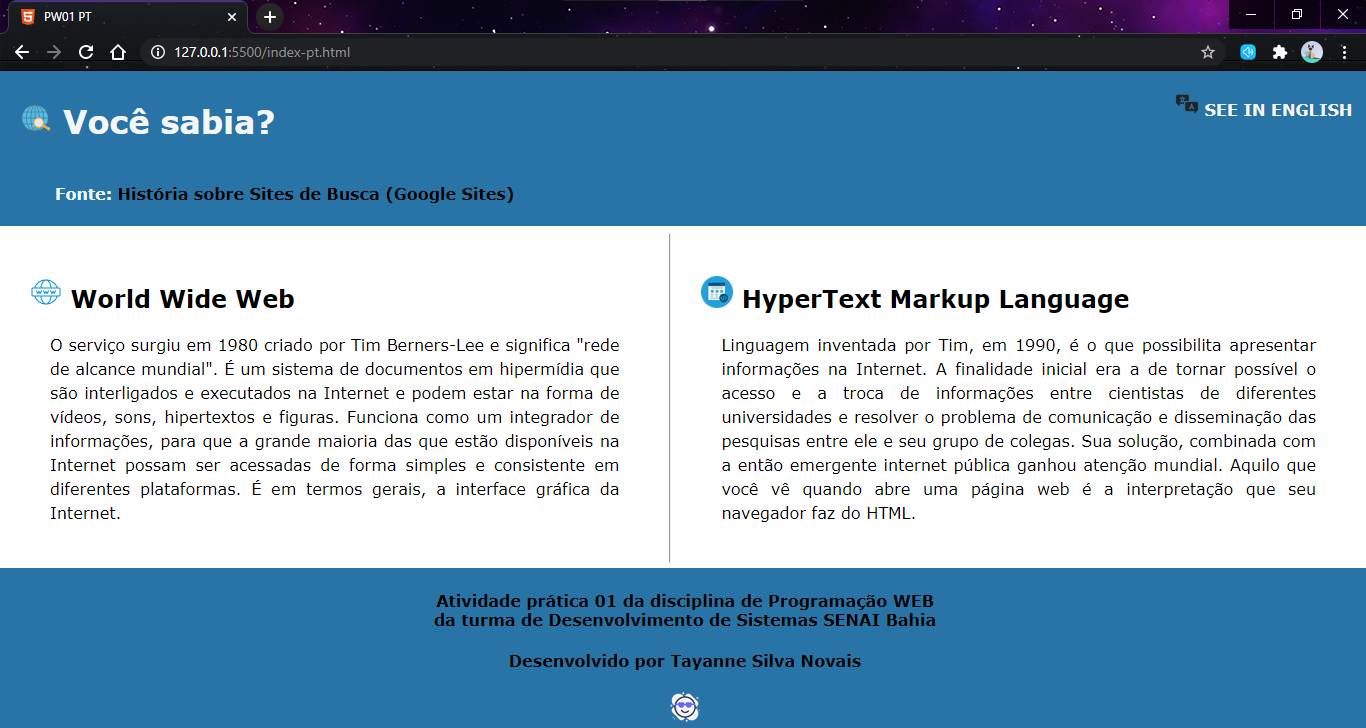 PW01 PT
127.0.0.1:5500/index-pt.html
Você sabia?
SEE IN ENGLISH
Fonte: História sobre Sites de Busca (Google Sites)
World Wide Web
O serviço surgiu em 1980 criado por Tim Berners-Lee e significa "rede
de alcance mundial". É um sistema de documentos em hipermídia que
são interligados e executados na Internet e podem estar na forma de
vídeos, sons, hipertextos e figuras. Funciona como um integrador de
informações, para que a grande maioria das que estão disponíveis na
Internet possam ser acessadas de forma simples e consistente em
diferentes plataformas. É em termos gerais, a interface gráfica da
Internet.
HyperText Markup Language
Linguagem inventada por Tim, em 1990, é o que possibilita apresentar
informações na Internet. A finalidade inicial era a de tornar possível o
acesso e a troca de informações entre cientistas de diferentes
universidades e resolver o problema de comunicação e disseminação das
pesquisas entre ele e seu grupo de colegas. Sua solução, combinada com
a então emergente internet pública ganhou atenção mundial. Aquilo que
você vê quando abre uma página web é a interpretação que seu
navegador faz do HTML.
Atividade prática 01 da disciplina de Programação WEB
da turma de Desenvolvimento de Sistemas SENAI Bahia
Desenvolvido por Tayanne Silva Novais